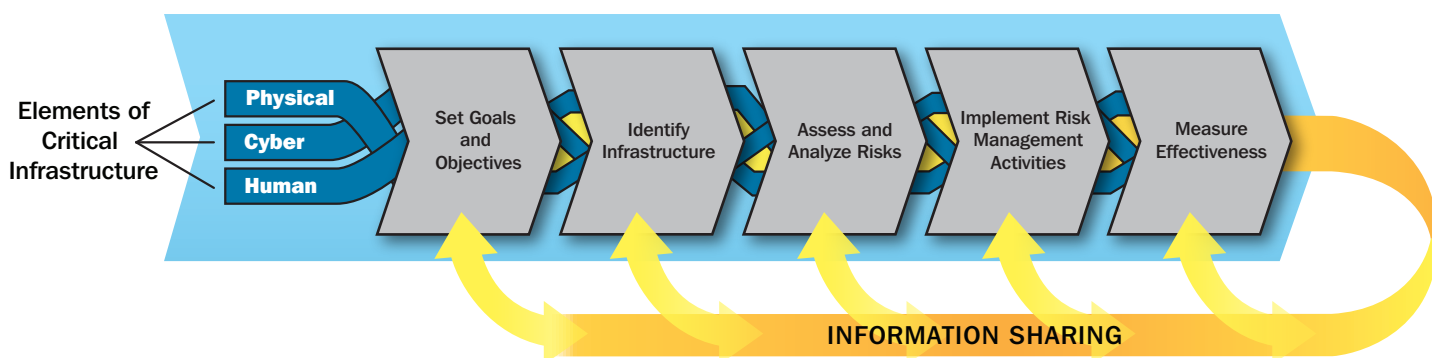 Elements of
Critical
Infrastructure
Physical
Cyber
Human
Set Goals
and
Objectives
Identify
Infrastructure
Assess and
Analyze Risks
Implement Risk
Management
Activities
Measure
Effectiveness
INFORMATION SHARING